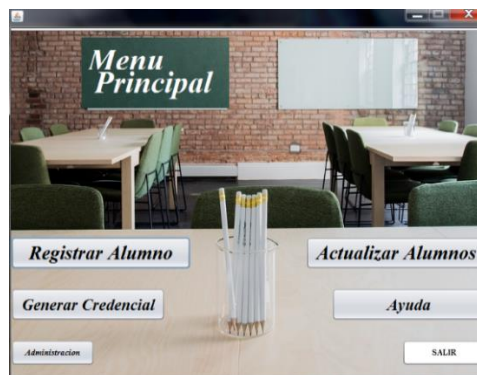 Menu
Principal
Registrar Alumno
Actualizar Alumnos
Generar Credencial
Ayuda
Administracion
SALIR